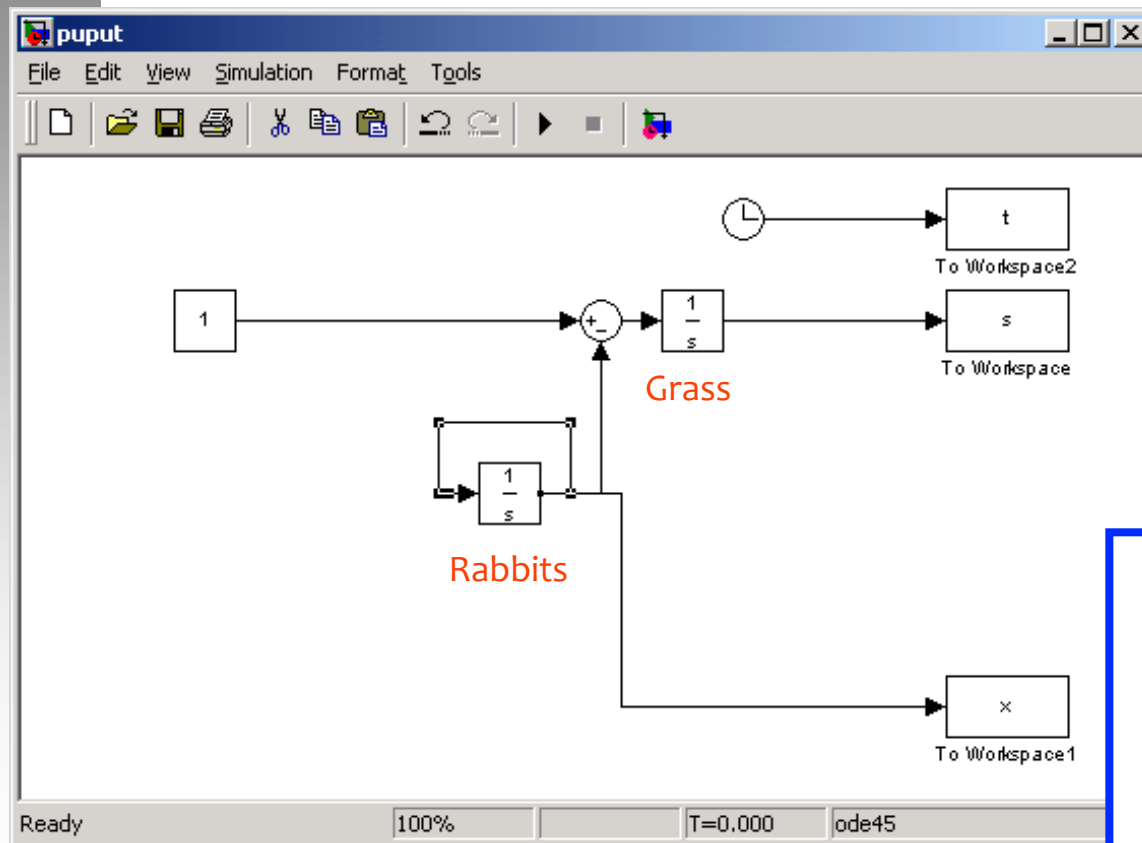 puput
File Edit View Simulation Format Tools
t
To Workspace2
1
+
-
1
s
s
To Workspace
Grass
1
s
Rabbits
x
To Workspace1
Ready 100% T=0.000 ode45